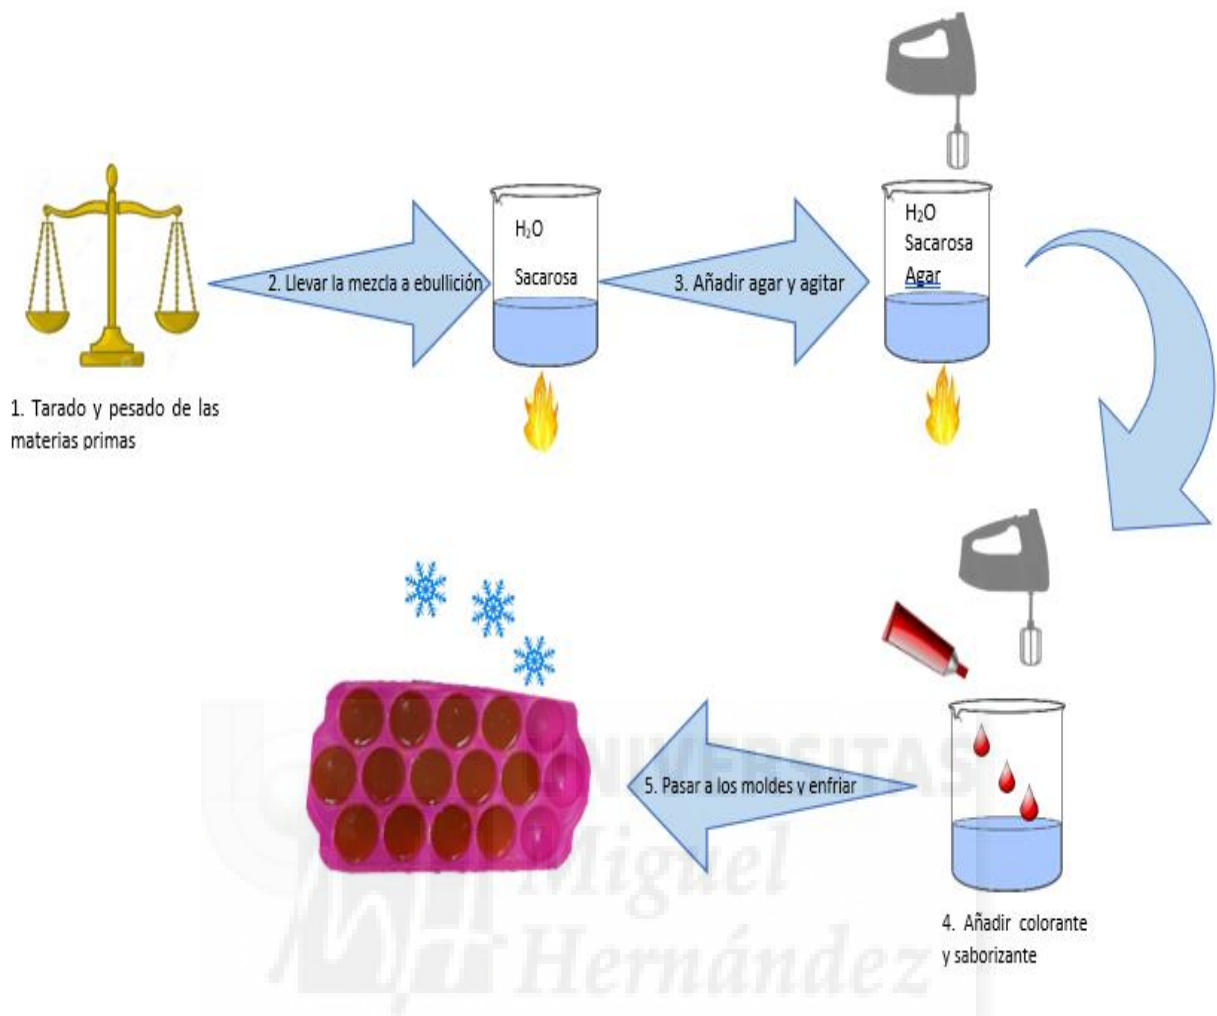 1. Tarado y pesado de las
materias primas
2. Llevar la mezcla a ebullición
H₂O
Sacarosa
3. Añadir agar y agitar
H₂O
Sacarosa
Agar
4. Añadir colorante
y saborizante
5. Pasar a los moldes y enfriar
UNIVERSITAS
Miguel
Hernández